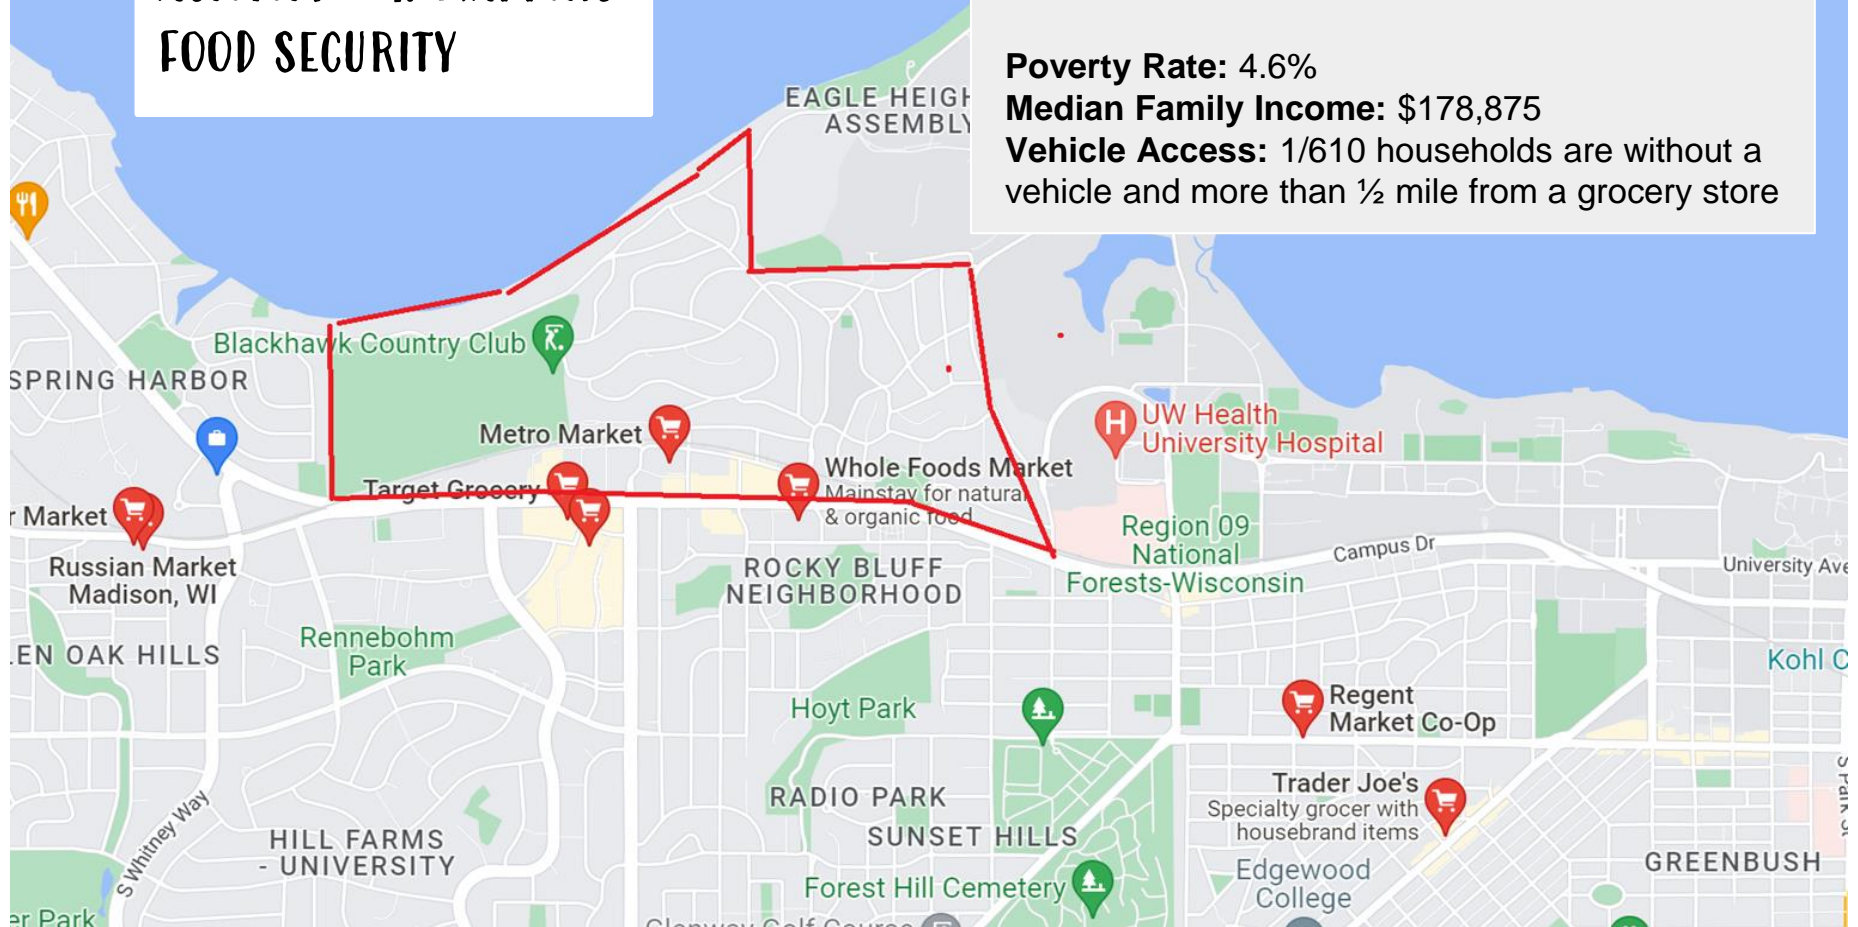 FOOD SECURITY
Poverty Rate: 4.6%
Median Family Income: $178,875
Vehicle Access: 1/610 households are without a
vehicle and more than ½ mile from a grocery store
EAGLE HEIGH
ASSEMBLY
Blackhawk Country Club
SPRING HARBOR
UW Health
University Hospital
Metro Market
Whole Foods Market
Mainstay for natural
& organic food
Target Grocery
r Market
Russian Market
Madison, WI
Region 09
National
Forests-Wisconsin
Campus Dr
University Ave
ROCKY BLUFF
NEIGHBORHOOD
Rennebohm
Park
EN OAK HILLS
Kohl C
Hoyt Park
Regent
Market Co-Op
S Whitney Way
RADIO PARK
SUNSET HILLS
Trader Joe's
Specialty grocer with
housebrand items
S Park St
HILL FARMS
- UNIVERSITY
Forest Hill Cemetery
Edgewood
College
GREENBUSH
er Park
Glenway Golf Course